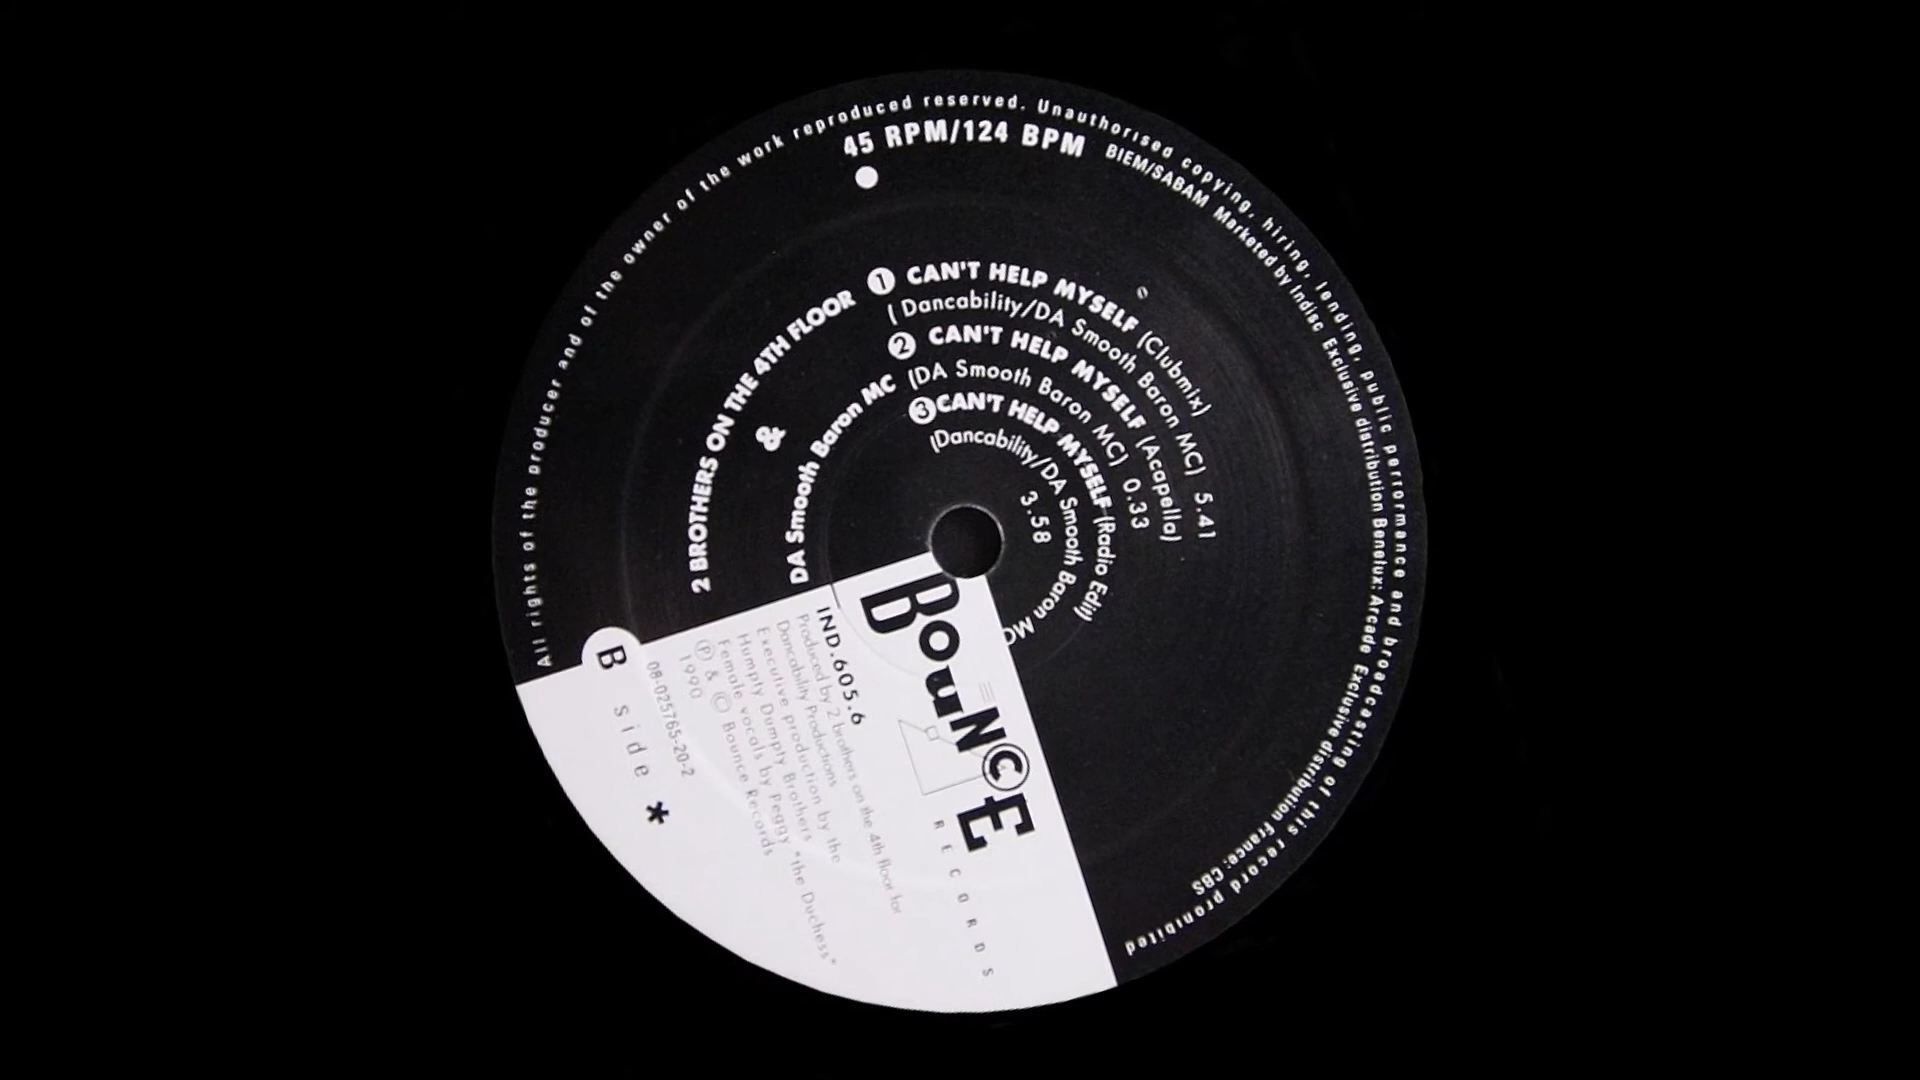 All rights of the producer and of the owner of the work reproduced reserved. Unauthorised copying, hiring, lending, public performance and broadcasting of this record prohibited
45 RPM/124 BPM
BIEM/SABAM Marketed by Indisc Exclusive distribution Benelux: Arcade Exclusive distribution France: CBS
2 BROTHERS ON THE 4TH FLOOR
&
DA Smooth Baron MC
1 CAN'T HELP MYSELF (Clubmix)
( Dancability/DA Smooth Baron MC) 5.41
2 CAN'T HELP MYSELF (Acapella)
(DA Smooth Baron MC) 0.33
3 CAN'T HELP MYSELF (Radio Edit)
(Dancability/DA Smooth Baron MC
3.58
BOUNCE
RECORDS
IND.605.6
Produced by 2 brothers on the 4th floor for
Dancability Productions
Executive production by the
Humpty Dumpty Brothers
Female vocals by Peggy "the Duchess"
Ⓟ & © Bounce Records
1990
08-025765-20-2
B side *